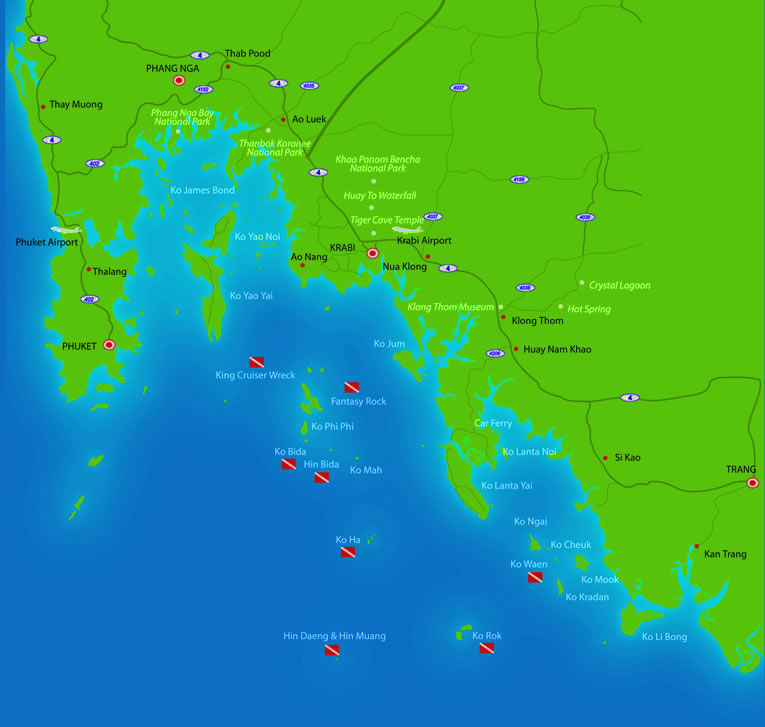 4
4
Thab Pood
PHANG NGA
4
4035
4152
4037
Thay Muong
Phang Nga Bay
National Park
Ao Luek
4
Thanbok Koranee
National Park
402
Khao Panom Bencha
National Park
4
4156
Ko James Bond
Huay To Waterfall
Tiger Cave Temple
4037
4039
Phuket Airport
Ko Yao Noi
KRABI
Krabi Airport
Ao Nang
Nua Klong
4
Thalang
402
Ko Yao Yai
4038
Crystal Lagoon
Klong Thom Museum
Hot Spring
Klong Thom
PHUKET
Ko Jum
4206
Huay Nam Khao
King Cruiser Wreck
Fantasy Rock
4
Ko Phi Phi
Car Ferry
Ko Bida
Hin Bida
Ko Mah
Ko Lanta Noi
Si Kao
TRANG
Ko Lanta Yai
Ko Ngai
Ko Ha
Ko Cheuk
Kan Trang
Ko Waen
Ko Mook
Ko Kradan
Hin Daeng & Hin Muang
Ko Rok
Ko Li Bong